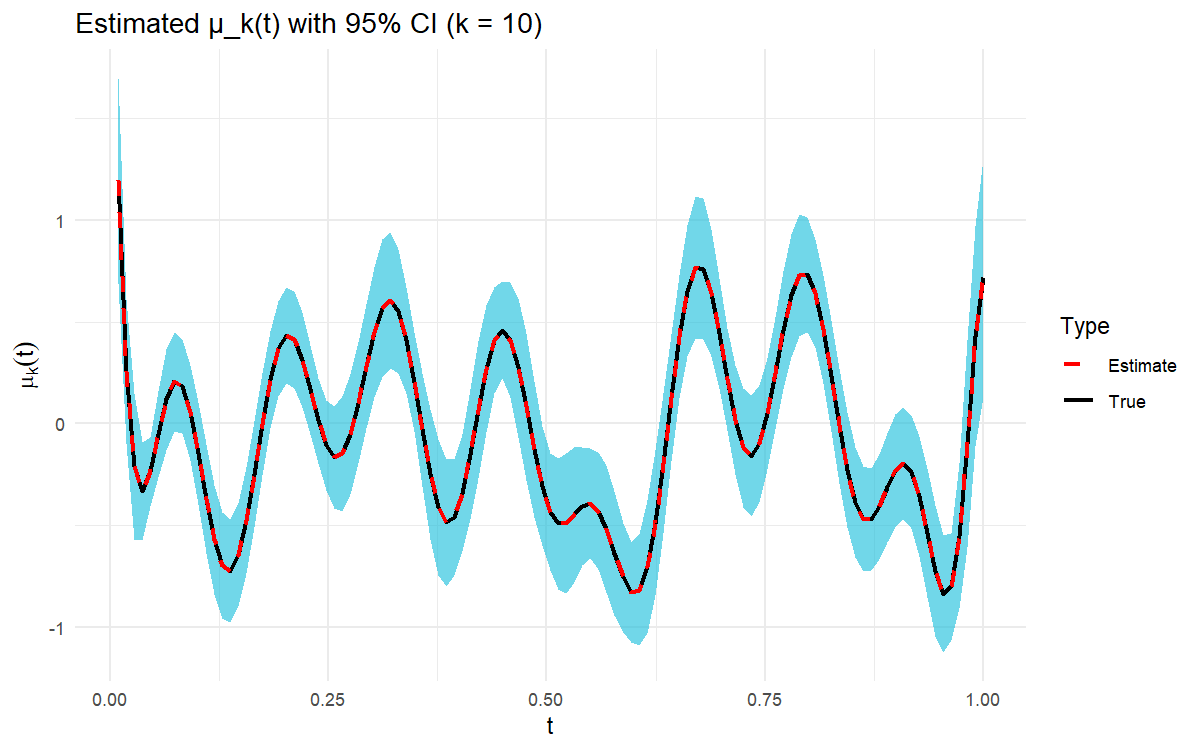 Estimated µ_k(t) with 95% CI (k = 10)
μk(t)
1
0
-1
0.00 0.25 0.50 0.75 1.00
t
Type
Estimate
True